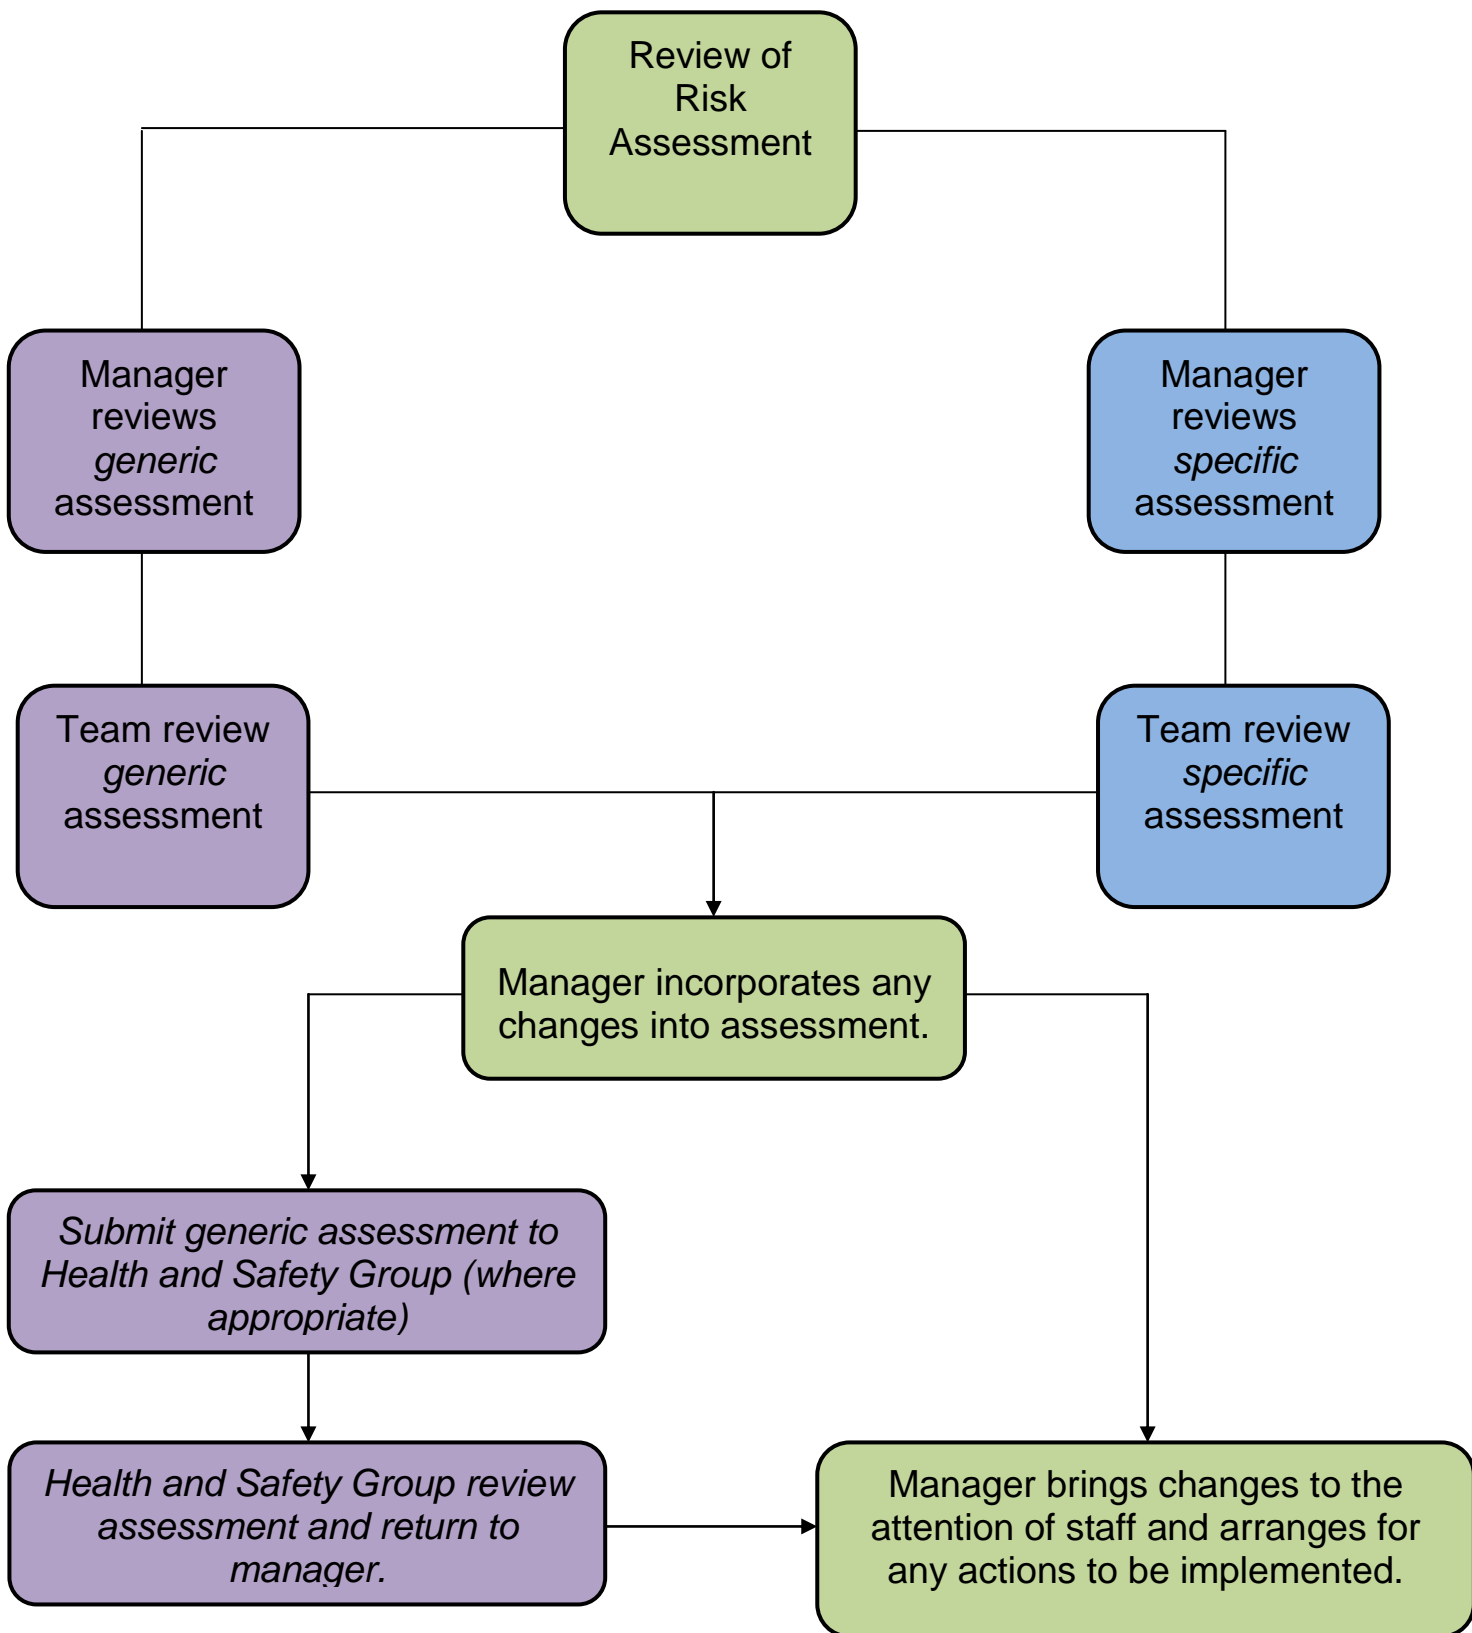 Review of
Risk
Assessment
Manager
reviews
generic
assessment
Manager
reviews
specific
assessment
Team review
generic
assessment
Team review
specific
assessment
Manager incorporates any
changes into assessment.
Submit generic assessment to
Health and Safety Group (where
appropriate)
Health and Safety Group review
assessment and return to
manager.
Manager brings changes to the
attention of staff and arranges for
any actions to be implemented.